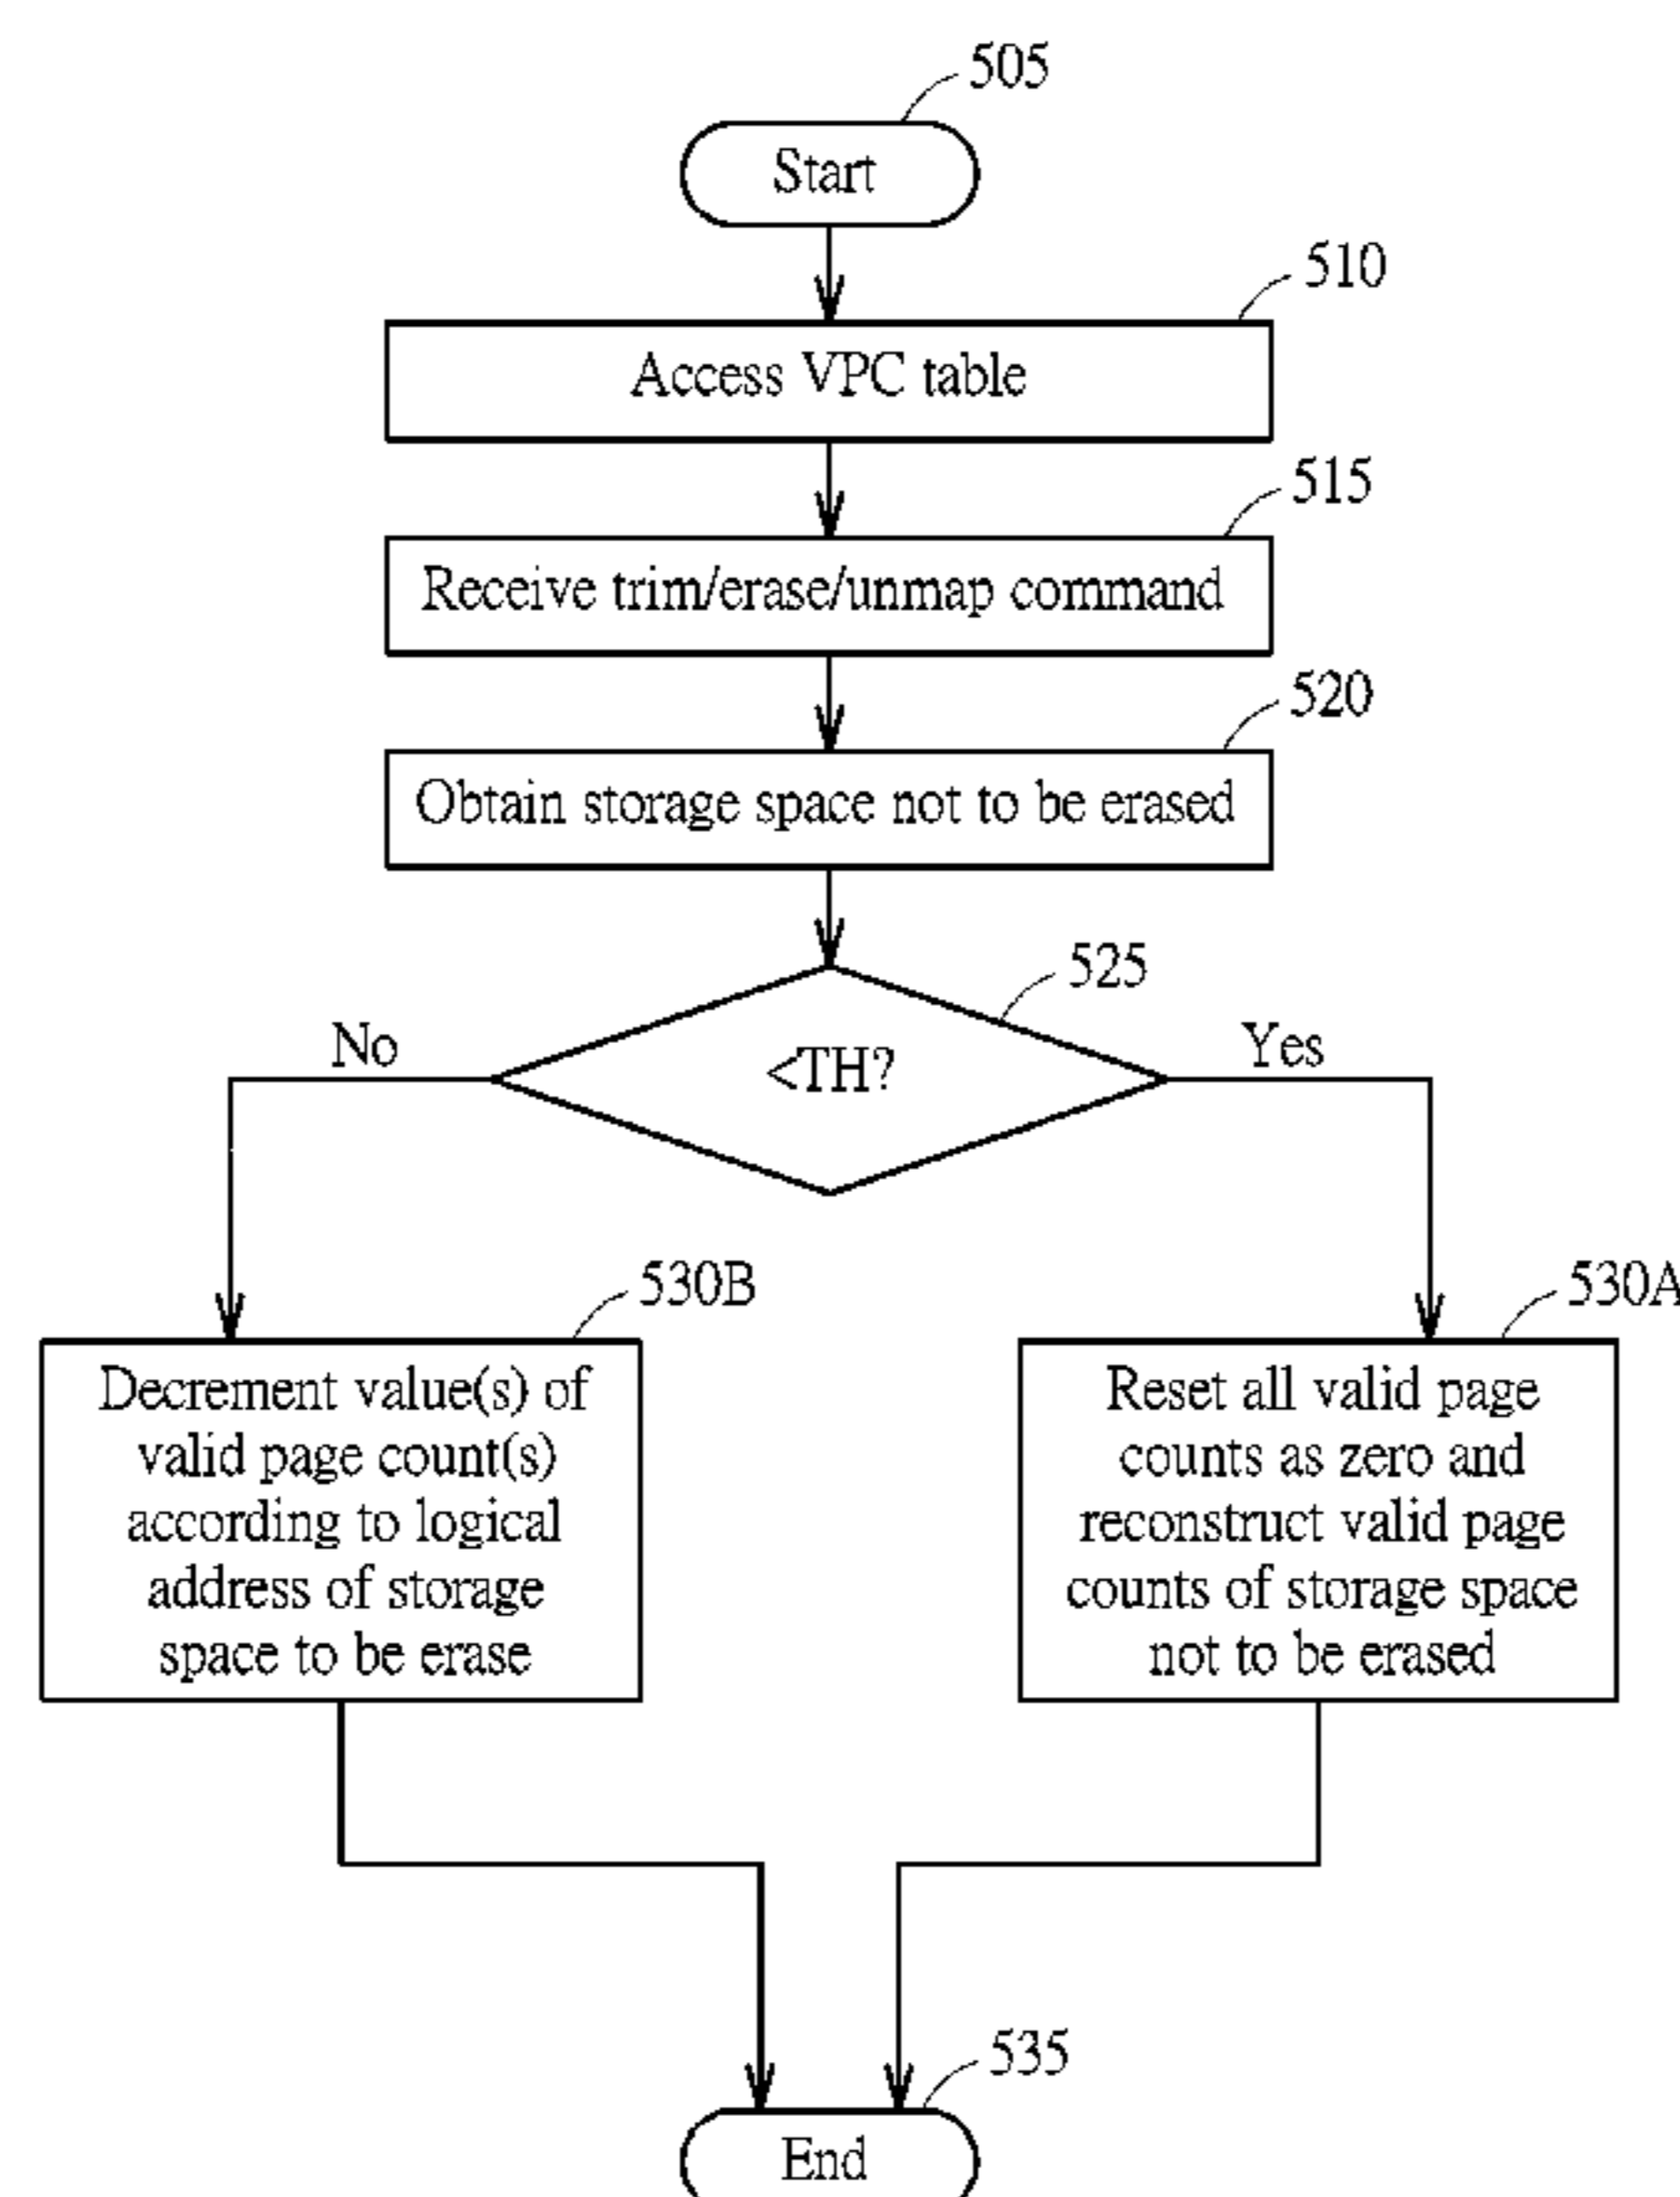 505
Start
510
Access VPC table
515
Receive trim/erase/unmap command
520
Obtain storage space not to be erased
525
<TH?
No
Yes
530B
Decrement value(s) of
valid page count(s)
according to logical
address of storage
space to be erase
530A
Reset all valid page
counts as zero and
reconstruct valid page
counts of storage space
not to be erased
535
End